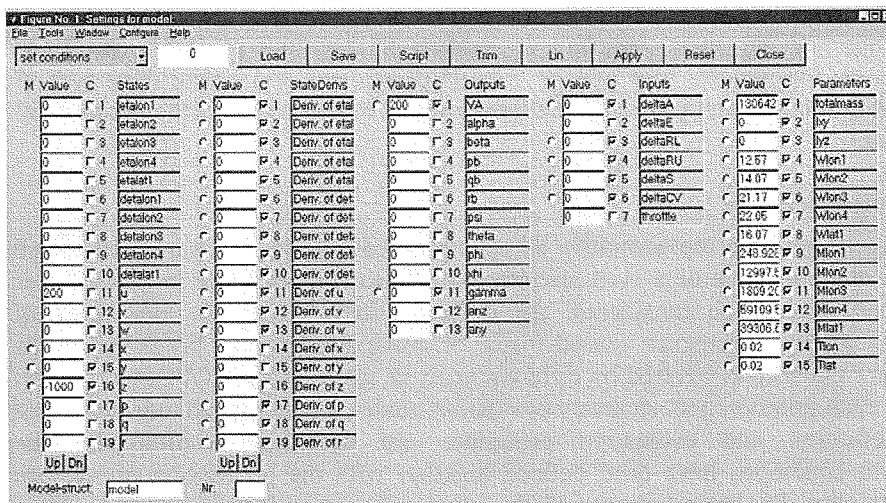 Figure No. 1: Settings for model
File Tools Window Configure Help
set conditions 0 Load Save Script Trim Lin Apply Reset Close
M Value C States M Value C StateDerivs M Value C Outputs M Value C Inputs M Value C Parameters
0 1 etalon1 0 1 Deriv. of etal 200 1 VA 0 1 deltaA 130642 1 totalmass
0 2 etalon2 0 2 Deriv. of etal 0 2 alpha 0 2 deltaE 0 2 Ixy
0 3 etalon3 0 3 Deriv. of etal 0 3 beta 0 3 deltaRL 0 3 Iyz
0 4 etalon4 0 4 Deriv. of etal 0 4 pb 0 4 deltaRU 12.57 4 Wlon1
0 5 etalat1 0 5 Deriv. of etal 0 5 qb 0 5 deltaS 14.07 5 Wlon2
0 6 detalon1 0 6 Deriv. of det 0 6 rb 0 6 deltaCV 21.17 6 Wlon3
0 7 detalon2 0 7 Deriv. of det 0 7 psi 0 7 throttle 22.05 7 Wlon4
0 8 detalon3 0 8 Deriv. of det 0 8 theta 16.07 8 Wlat1
0 9 detalon4 0 9 Deriv. of det 0 9 phi 248.928 9 Mlon1
0 10 detalat1 0 10 Deriv. of det 0 10 xhi 12997.5 10 Mlon2
200 11 u 0 11 Deriv. of u 0 11 gamma 1809.20 11 Mlon3
0 12 v 0 12 Deriv. of v 0 12 anz 59109.5 12 Mlon4
0 13 w 0 13 Deriv. of w 0 13 any 39306.8 13 Mlat1
0 14 x 0 14 Deriv. of x 0.02 14 Tlon
0 15 y 0 15 Deriv. of y 0.02 15 Tlat
-1000 16 z 0 16 Deriv. of z
0 17 p 0 17 Deriv. of p
0 18 q 0 18 Deriv. of q
0 19 r 0 19 Deriv. of r
Up Dn Up Dn
Model-struct: model Nr: